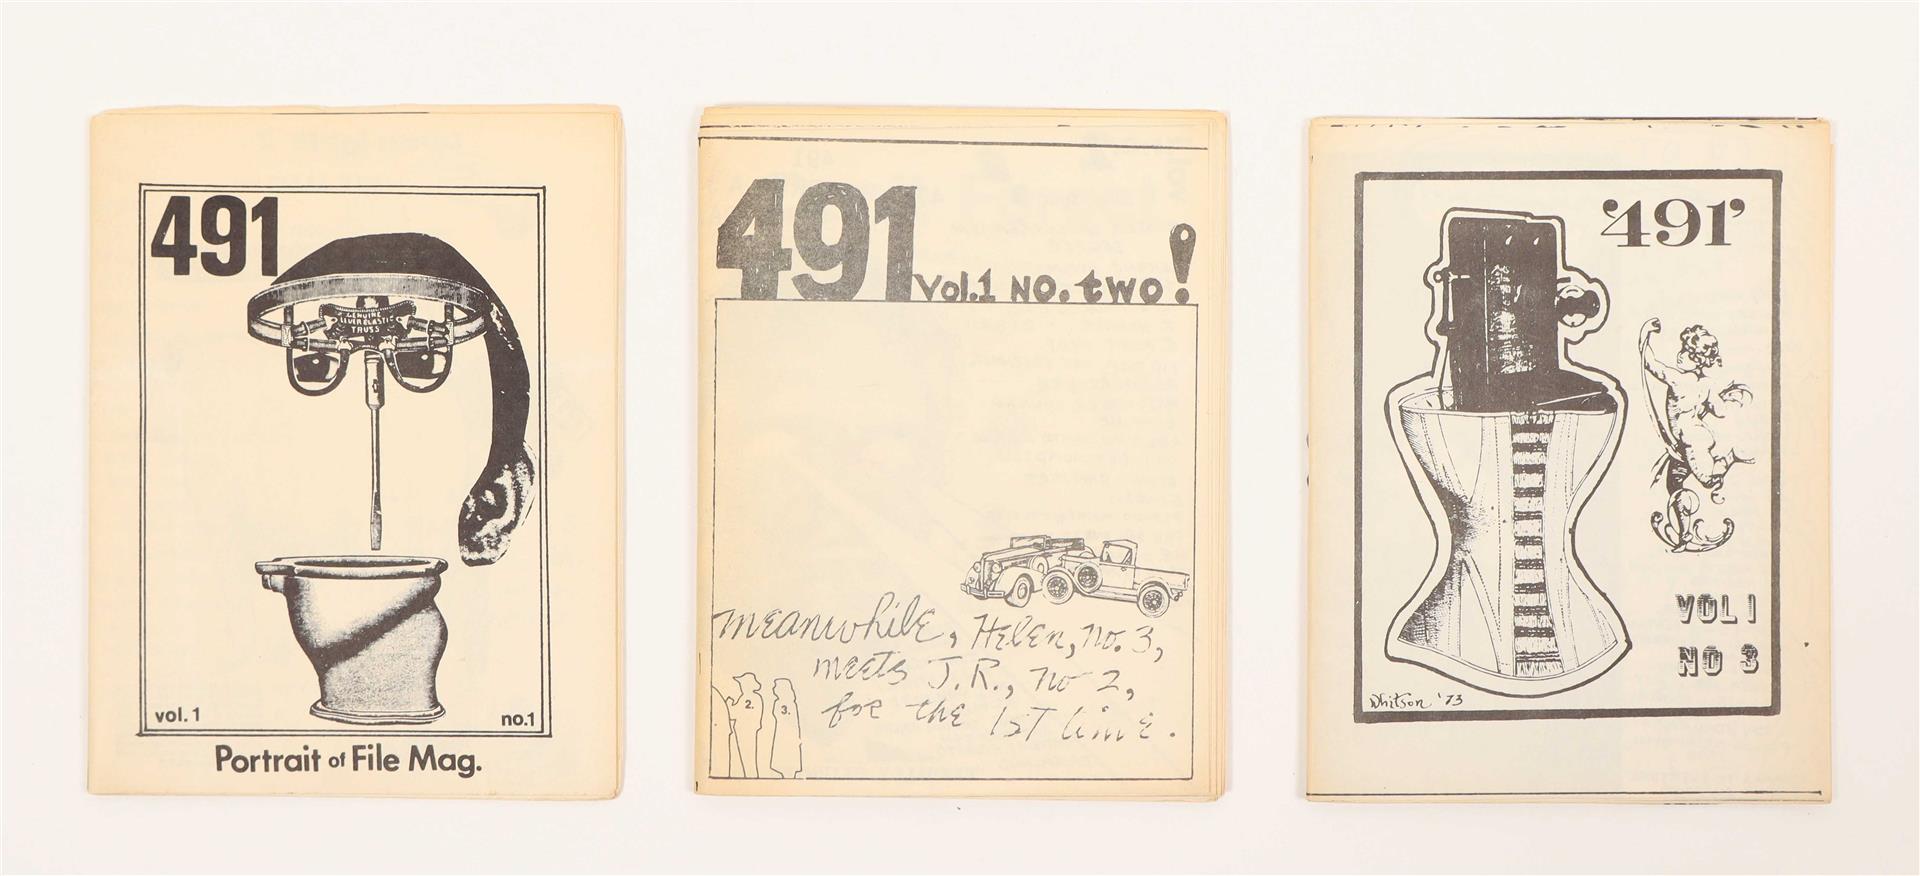 491
GENUINE
LIVER ELASTIC
TRUSS
vol. 1
no.1
Portrait of File Mag.
491
Vol.1 NO. two!
meanwhile, Helen, no. 3,
meets J.R., no 2,
for the 1st time.
2.
3.
'491'
VOL 1
NO 3
Whitson '73